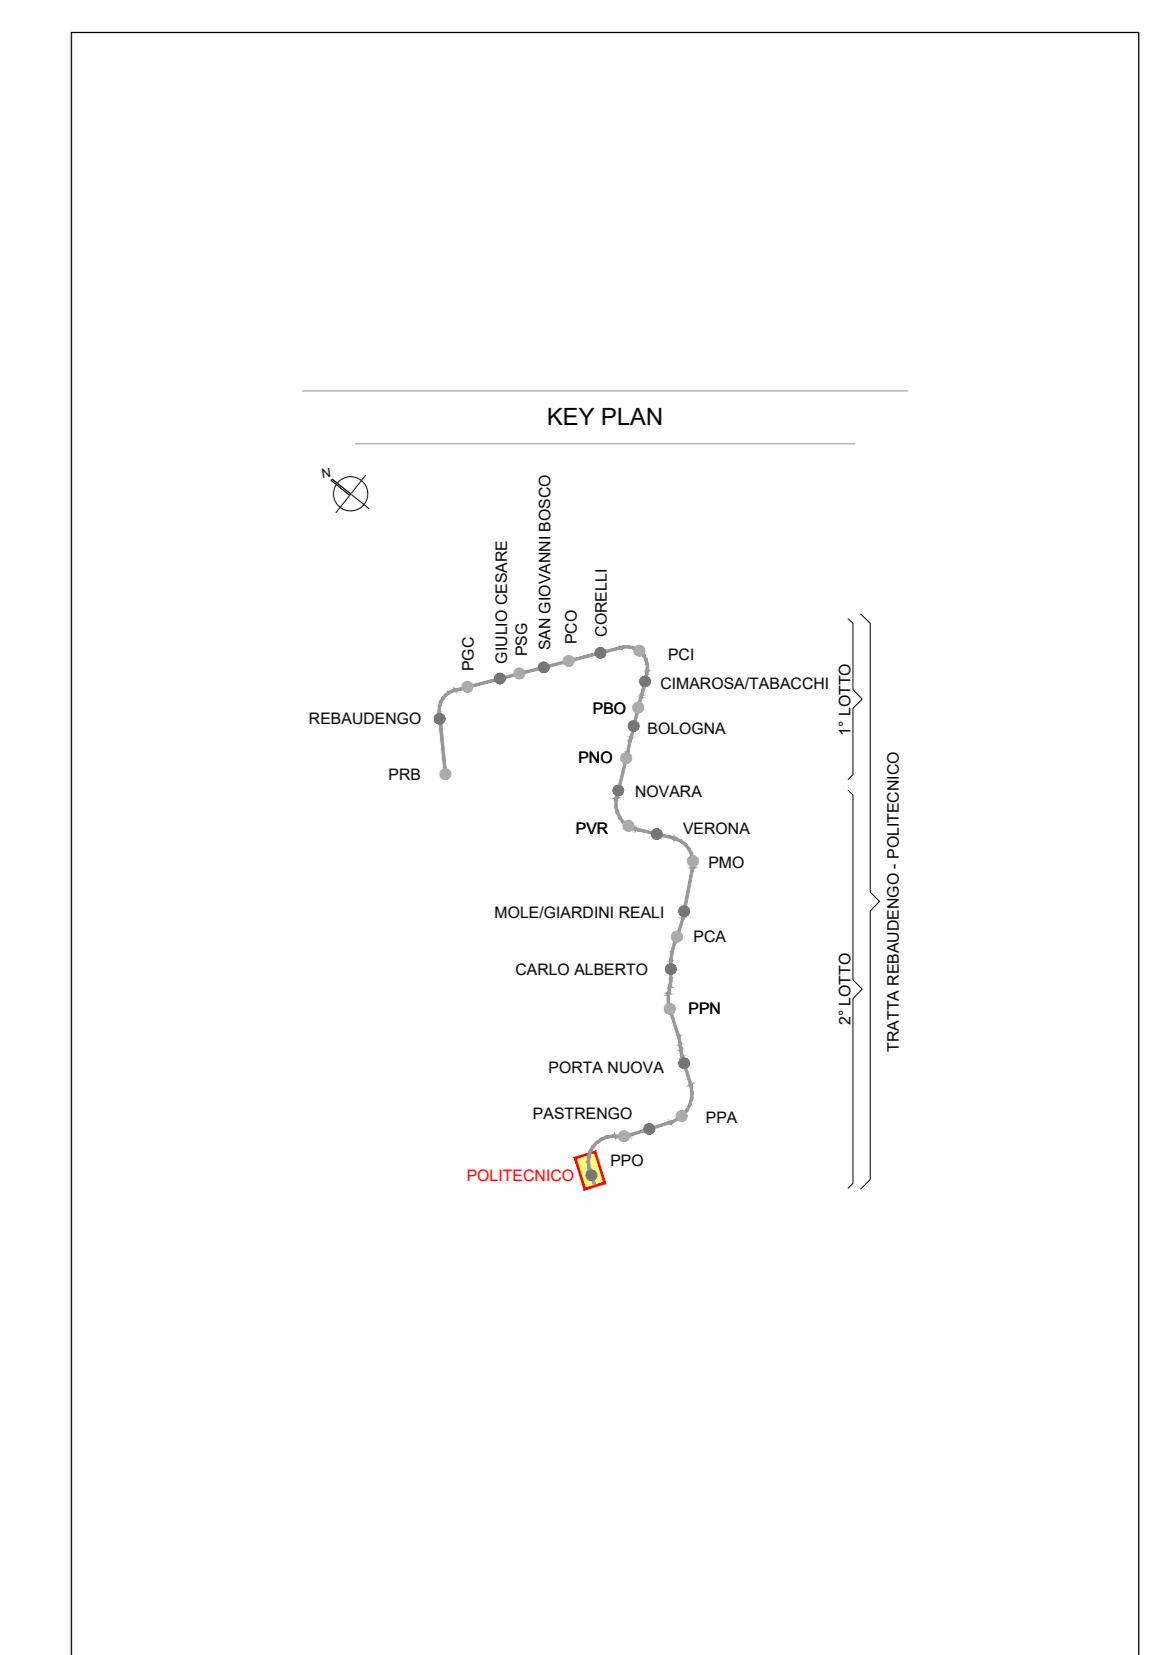 KEY PLAN
N
PGC
GIULIO CESARE
PSG
SAN GIOVANNI BOSCO
PCO
CORELLI
PCI
CIMAROSA/TABACCHI
PBO
REBAUDENGO
BOLOGNA
PNO
PRB
NOVARA
PVR
VERONA
PMO
MOLE/GIARDINI REALI
PCA
CARLO ALBERTO
PPN
PORTA NUOVA
PASTRENGO
PPA
PPO
POLITECNICO
1° LOTTO
2° LOTTO
TRATTA REBAUDENGO - POLITECNICO